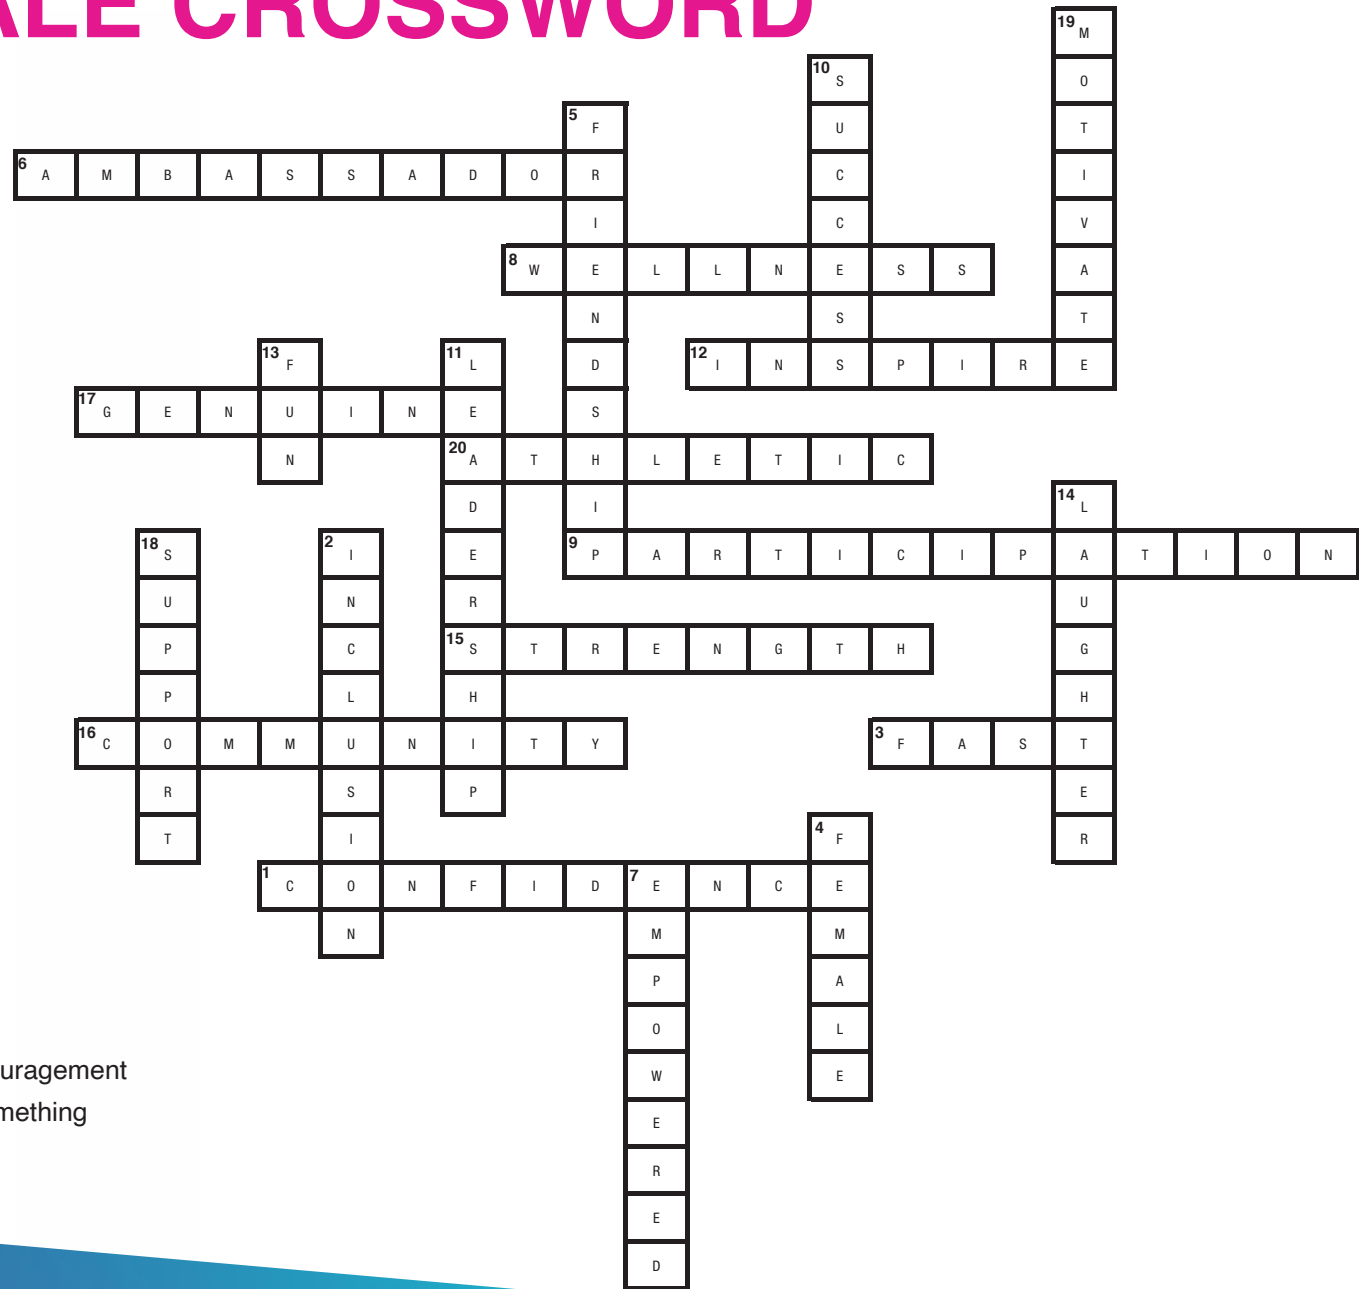 ALE CROSSWORD
19 M
10 S O
5 F U T
6 A M B A S S A D O R C I
I C V
8 W E L L N E S S A
N S T
13 F 11 L D 12 I N S P I R E
17 G E N U I N E S
N 20 A T H L E T I C
D I 14 L
18 S 2 I E 9 P A R T I C I P A T I O N
U N R U
P C 15 S T R E N G T H G
P L H H
16 C O M M U N I T Y 3 F A S T
R S P E
T I 4 F R
1 C O N F I D 7 E N C E
N M M
P A
O L
W E
E
R
E
D
uragement
mething